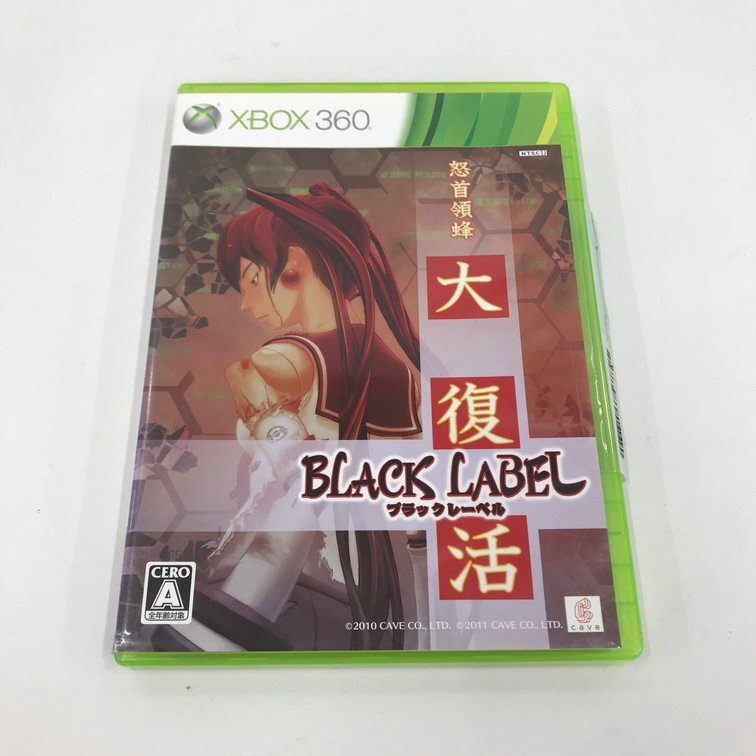 XBOX 360
NTSC J
怒首領蜂
大
復
活
BLACK LABEL
ブラックレーベル
CERO
A
全年齢対象
©2010 CAVE CO., LTD. ©2011 CAVE CO., LTD.
cave